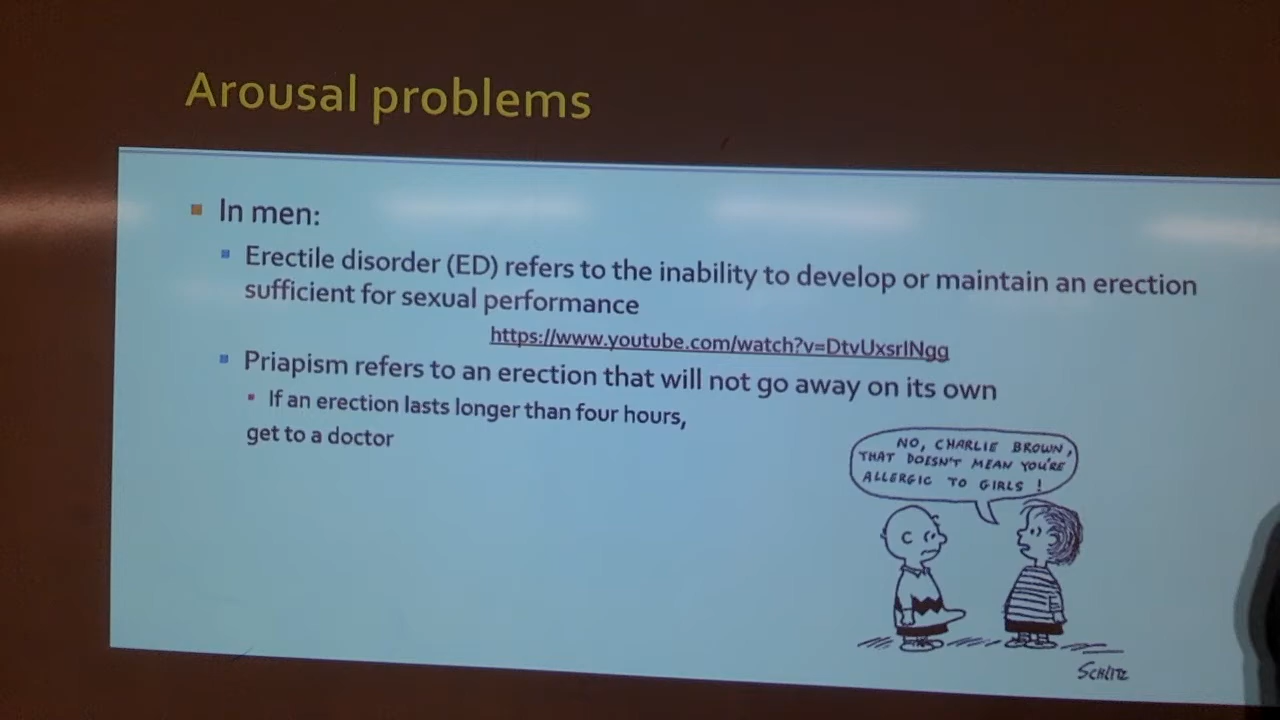 Arousal problems
In men:
Erectile disorder (ED) refers to the inability to develop or maintain an erection
sufficient for sexual performance
https://www.youtube.com/watch?v=DtvUxsrlNgg
Priapism refers to an erection that will not go away on its own
If an erection lasts longer than four hours,
get to a doctor
NO, CHARLIE BROWN,
THAT DOESN'T MEAN YOU'RE
ALLERGIC TO GIRLS !
SCHLITZ